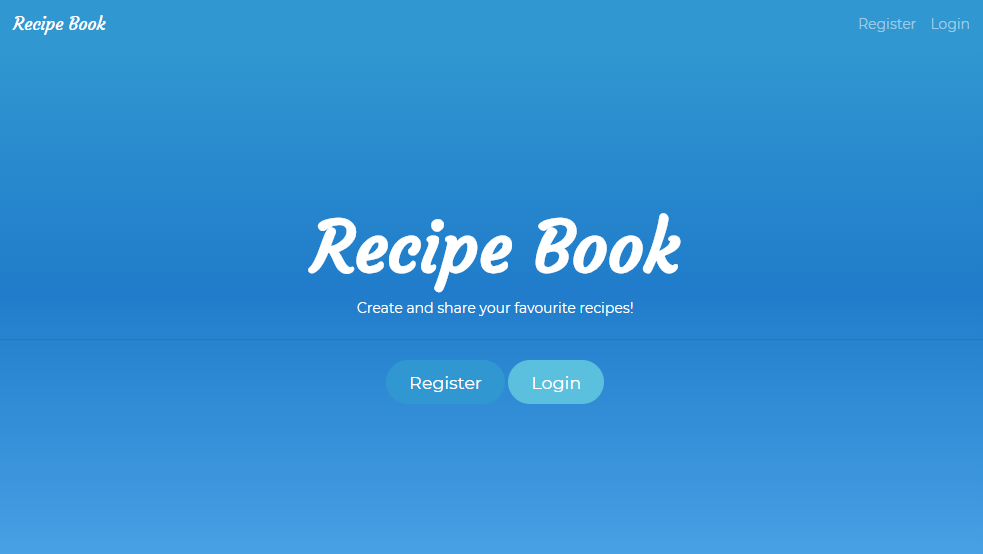 Recipe Book
Register Login
Recipe Book
Create and share your favourite recipes!
Register Login